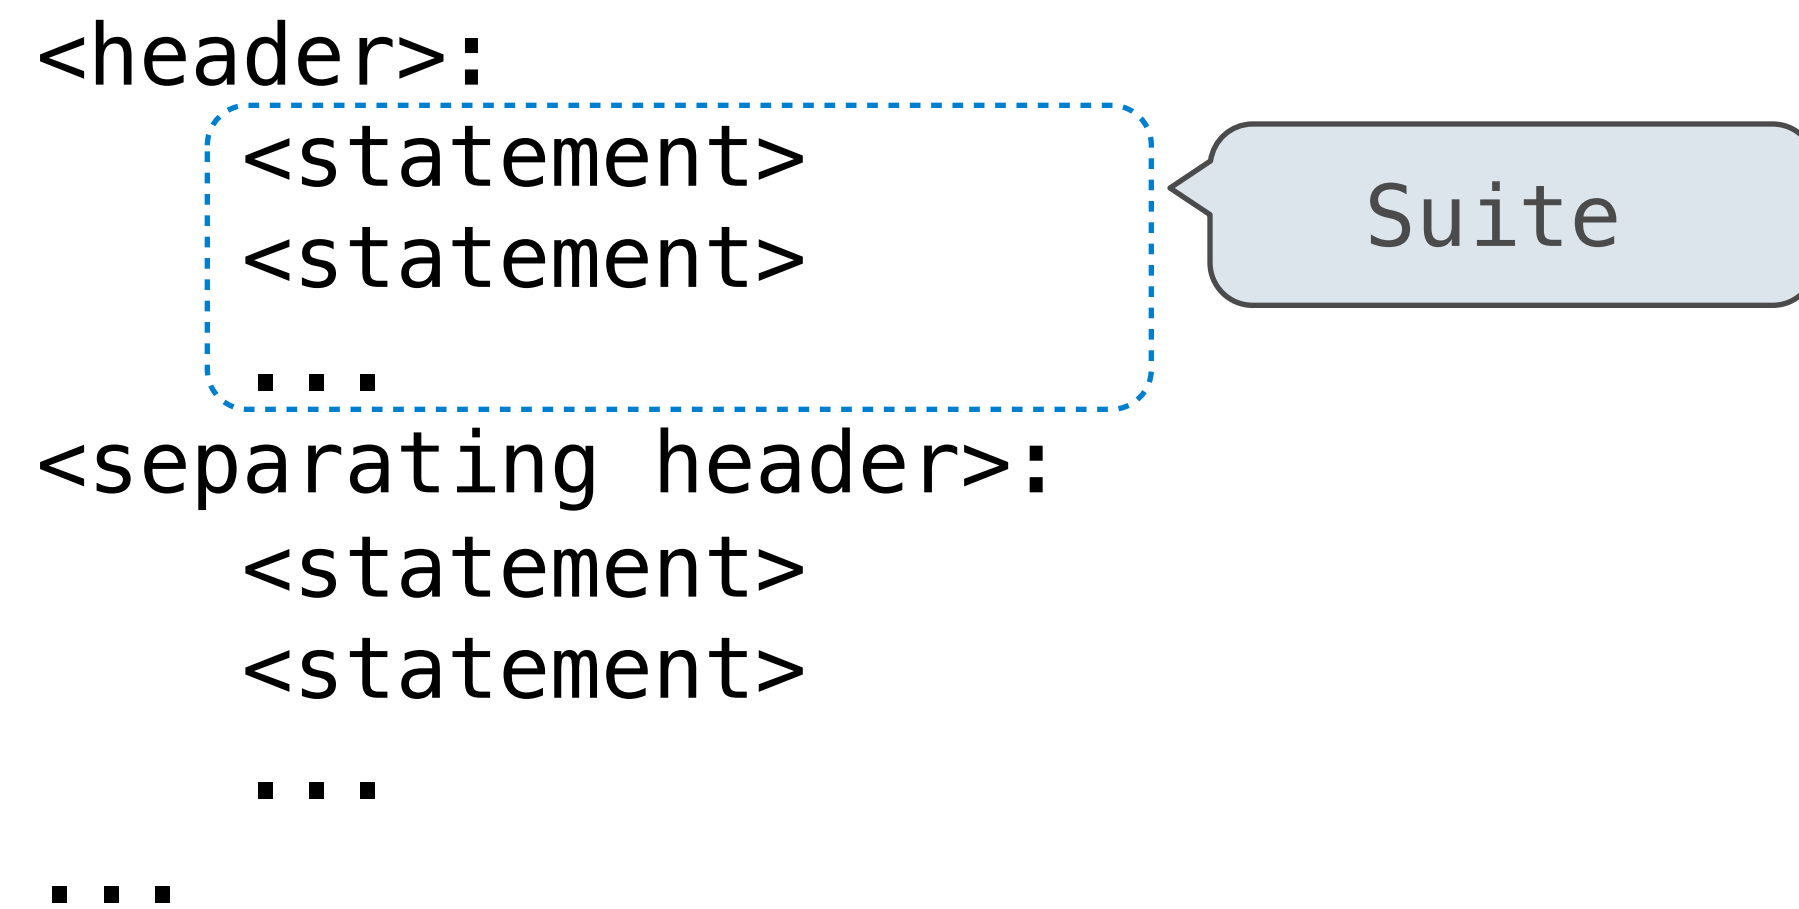 <header>:
    <statement>
    <statement>
    ...
<separating header>:
    <statement>
    <statement>
    ...
...
Suite